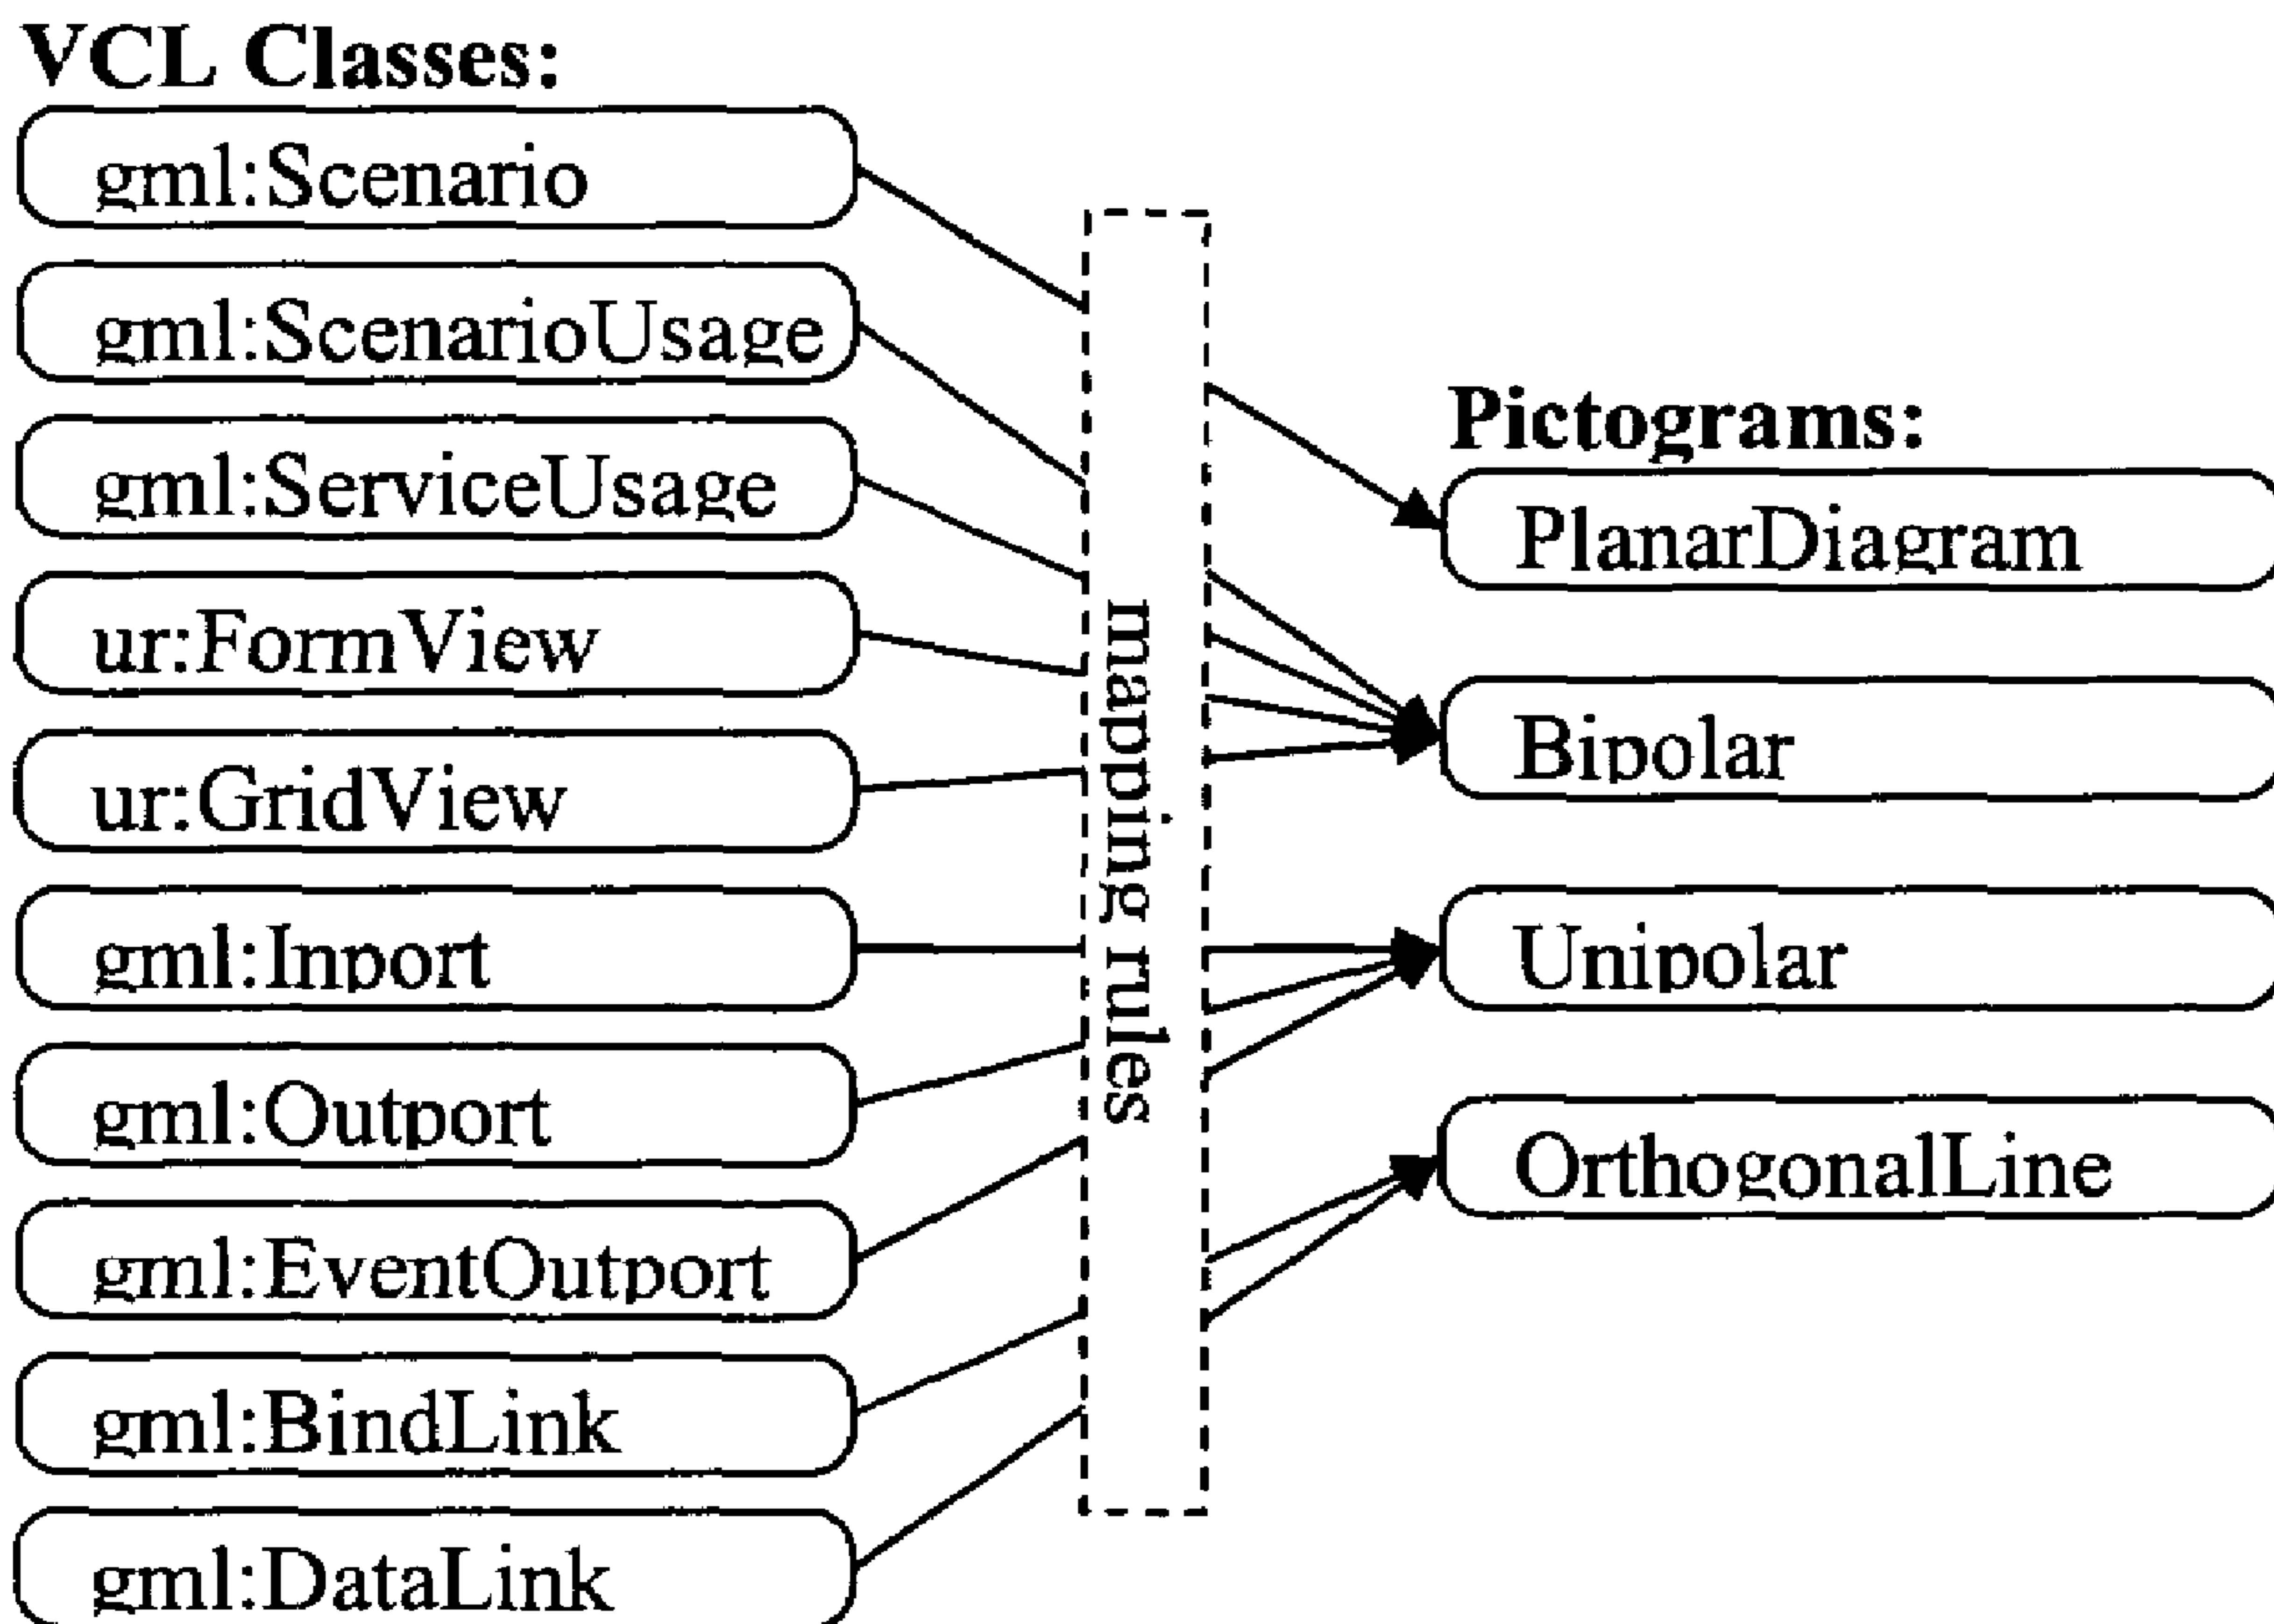 VCL Classes:
gml:Scenario
gml:ScenarioUsage
gml:ServiceUsage
ur:FormView
ur:GridView
gml:Inport
gml:Outport
gml:EventOutport
gml:BindLink
gml:DataLink
mapping rules
Pictograms:
PlanarDiagram
Bipolar
Unipolar
OrthogonalLine